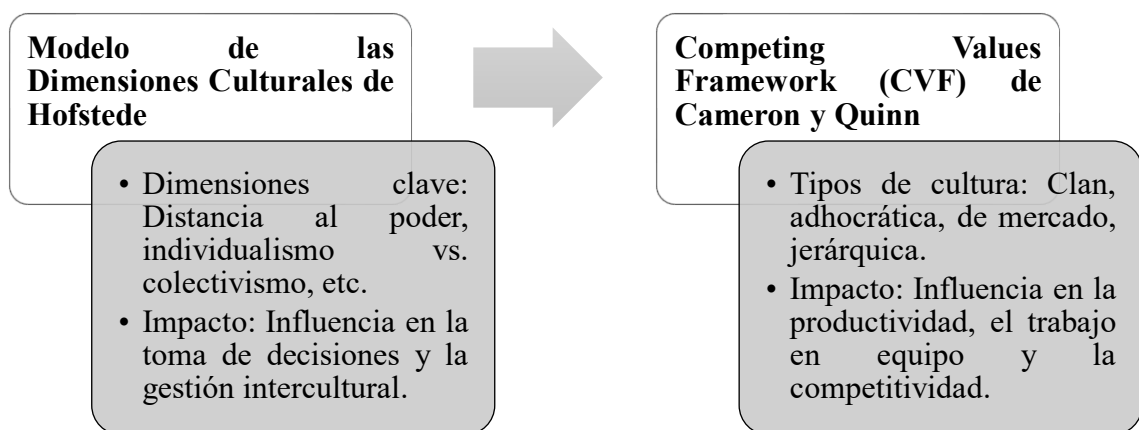 Modelo de las
Dimensiones Culturales de
Hofstede
• Dimensiones clave:
Distancia al poder,
individualismo vs.
colectivismo, etc.
• Impacto: Influencia en la
toma de decisiones y la
gestión intercultural.
Competing Values
Framework (CVF) de
Cameron y Quinn
• Tipos de cultura: Clan,
adhocrática, de mercado,
jerárquica.
• Impacto: Influencia en la
productividad, el trabajo
en equipo y la
competitividad.